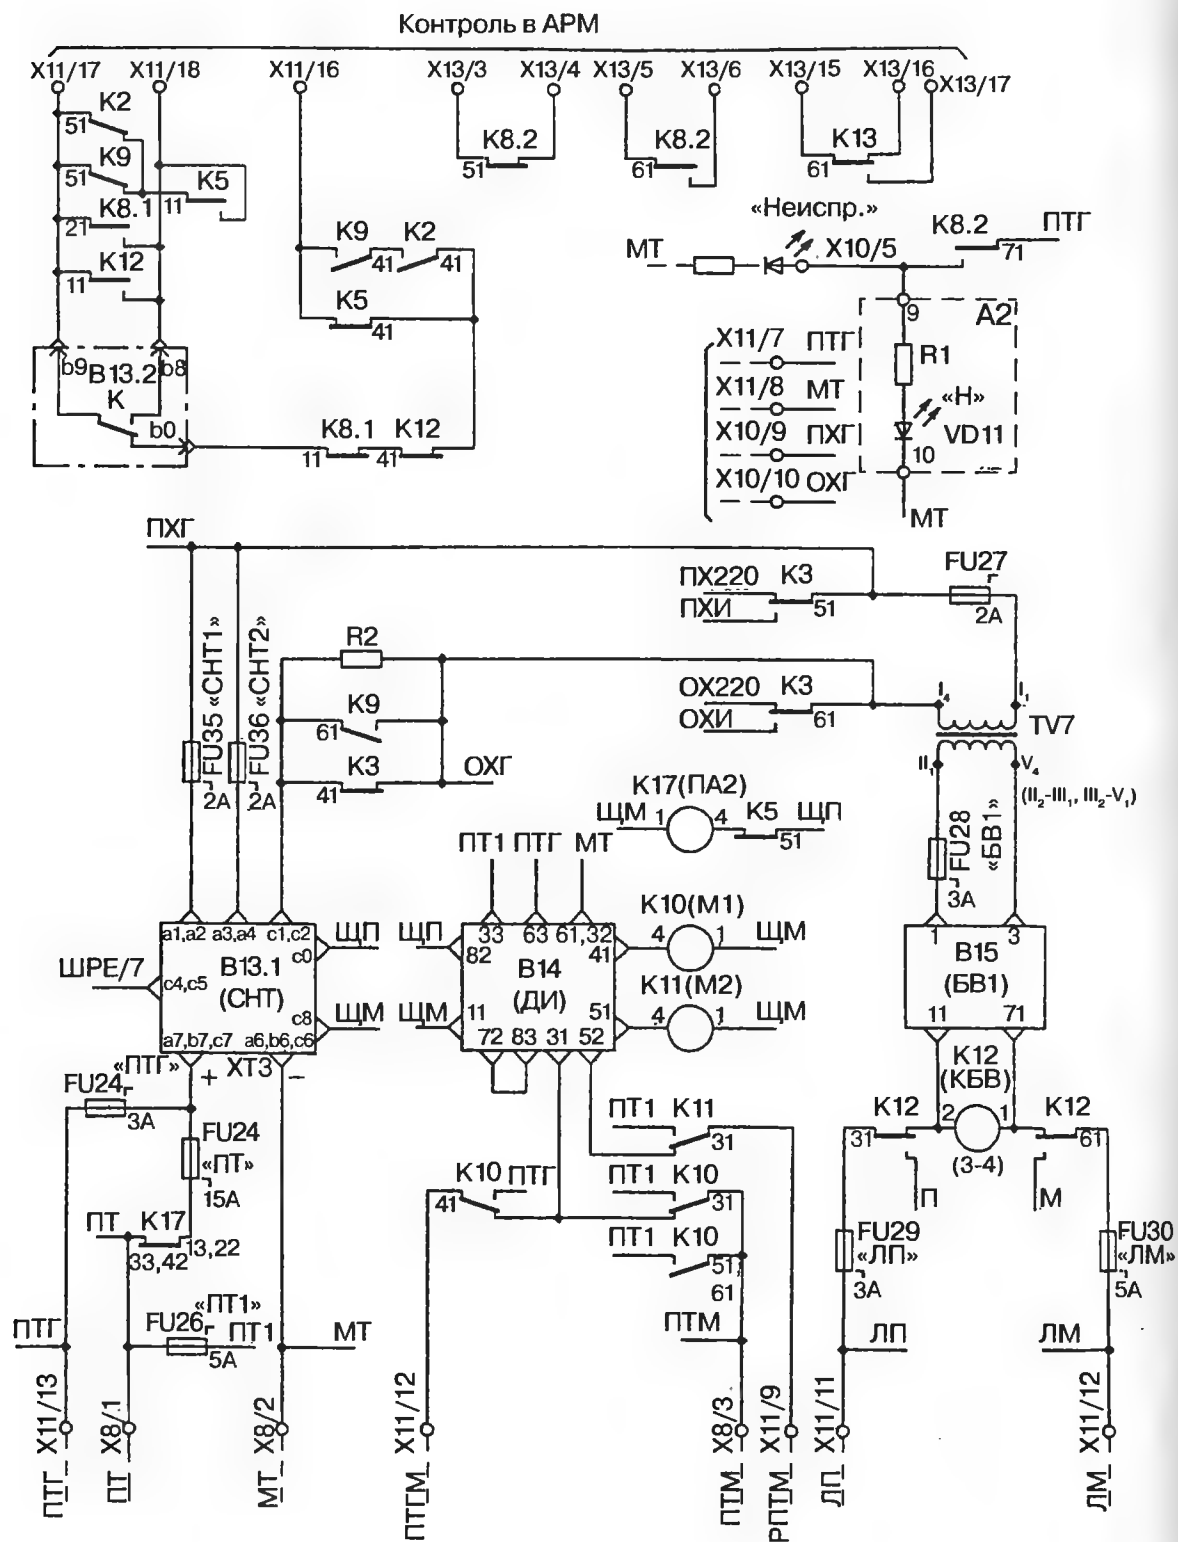 Контроль в АРМ
X11/17 X11/18 X11/16 X13/3 X13/4 X13/5 X13/6 X13/15 X13/16 X13/17
K2
51
K9
51
K5
11
K8.1
21
K12
11
b9 B13.2 b8
K
b0
K9 K2
41 41
K5
41
K8.1 K12
11 41
K8.2
51
K8.2
61
K13
61
«Неиспр.»
МТ X10/5 K8.2 ПТГ
71
9 A2
R1
«Н»
VD11
10
МТ
X11/7 ПТГ
X11/8 МТ
X10/9 ПХГ
X10/10 ОХГ
ПХГ
ПХ220 K3
ПХИ 51
FU27
2А
R2
K9
61
K3
41
ОХГ
ОХ220 K3
ОХИ 61
I4 I1
TV7
II1 V4
(II2-III1, III2-V1)
FU35 «СНТ1»
2А
FU36 «СНТ2»
2А
K17(ПА2)
ЩМ 1 4 K5 ЩП
51
FU28
«БВ1»
3А
ПТ1 ПТГ МТ
a1,a2 a3,a4 c1,c2
c0 ЩП
ШРЕ/7 c4,c5
B13.1
(СНТ)
c8 ЩМ
a7,b7,c7 a6,b6,c6
+ XT3 −
33 63 61,32
ЩП 82 41
B14
(ДИ)
ЩМ 11 51
72 83 31 52
K10(М1)
4 1 ЩМ
K11(М2)
4 1 ЩМ
1 3
B15
(БВ1)
11 71
K12
(КБВ)
K12 2 1 K12
31 (3-4) 61
П М
«ПТГ»
FU24
3А
FU24
«ПТ»
15А
ПТ K17
33,42 13,22
«ПТ1»
FU26 ПТ1
5А
ПТГ
МТ
K10 ПТГ
41
ПТ1 K11
31
ПТ1 K10
31
ПТ1 K10
51,
61
ПТМ
FU29
«ЛП»
3А
FU30
«ЛМ»
5А
ЛП ЛМ
ПТГ X11/13
ПТ X8/1
МТ X8/2
ПТГМ X11/12
ПТМ X8/3
РПТМ X11/9
ЛП X11/11
ЛМ X11/12